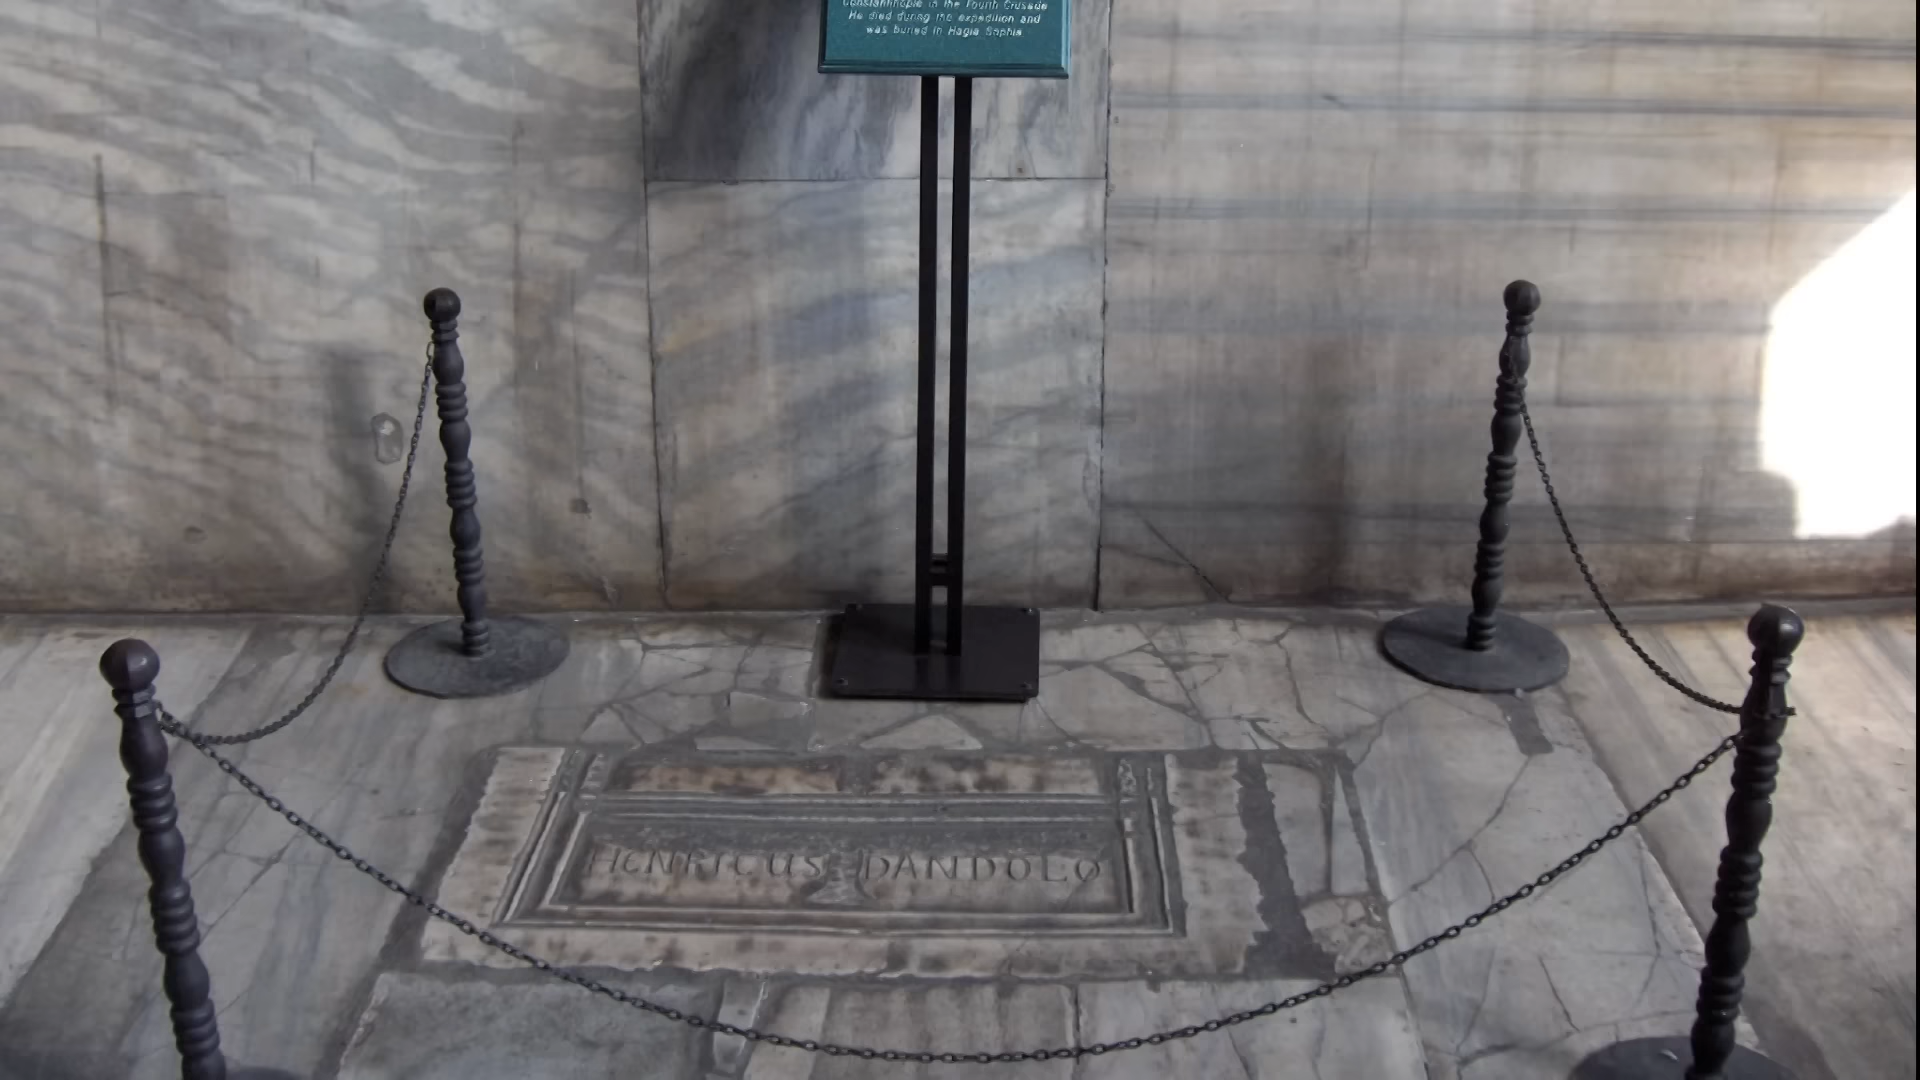 Constantinople in the Fourth Crusade
He died during the expedition and
was buried in Hagia Sophia
HENRICUS DANDOLO